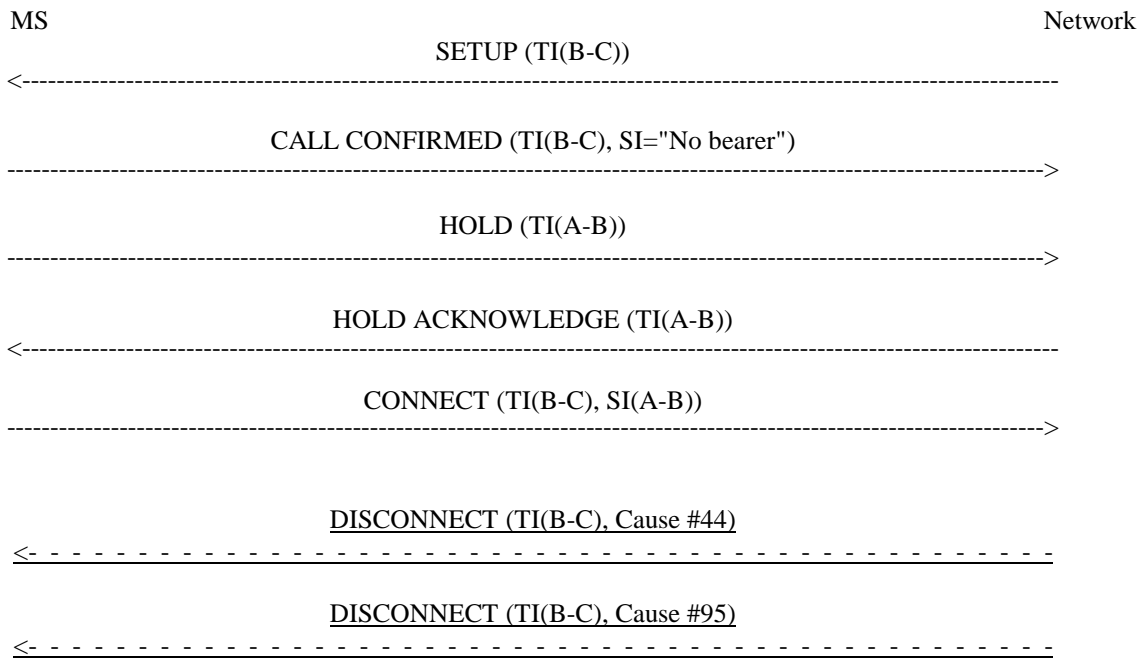 MS Network
SETUP (TI(B-C))
<------------------------------------------------------------------------------------------------------------------------
CALL CONFIRMED (TI(B-C), SI="No bearer")
------------------------------------------------------------------------------------------------------------------------>
HOLD (TI(A-B))
------------------------------------------------------------------------------------------------------------------------>
HOLD ACKNOWLEDGE (TI(A-B))
<------------------------------------------------------------------------------------------------------------------------
CONNECT (TI(B-C), SI(A-B))
------------------------------------------------------------------------------------------------------------------------>
DISCONNECT (TI(B-C), Cause #44)
<- - - - - - - - - - - - - - - - - - - - - - - - - - - - - - - - - - - - - - - - - - - - - - -
DISCONNECT (TI(B-C), Cause #95)
<- - - - - - - - - - - - - - - - - - - - - - - - - - - - - - - - - - - - - - - - - - - - - - -